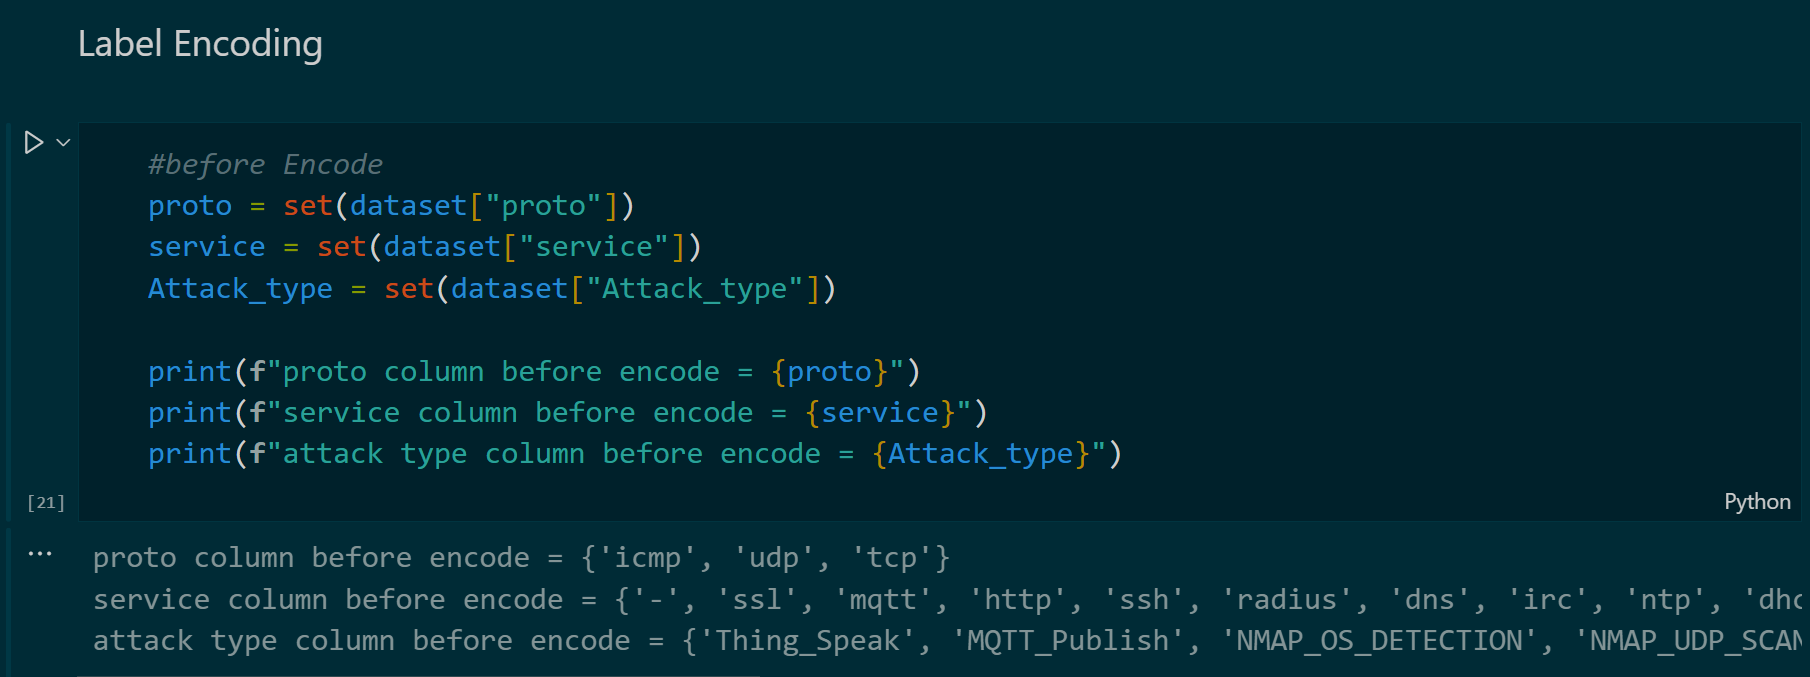 Label Encoding
#before Encode
proto = set(dataset["proto"])
service = set(dataset["service"])
Attack_type = set(dataset["Attack_type"])
print(f"proto column before encode = {proto}")
print(f"service column before encode = {service}")
print(f"attack type column before encode = {Attack_type}")
[21]
Python
proto column before encode = {'icmp', 'udp', 'tcp'}
service column before encode = {'-', 'ssl', 'mqtt', 'http', 'ssh', 'radius', 'dns', 'irc', 'ntp', 'dhc
attack type column before encode = {'Thing_Speak', 'MQTT_Publish', 'NMAP_OS_DETECTION', 'NMAP_UDP_SCAN